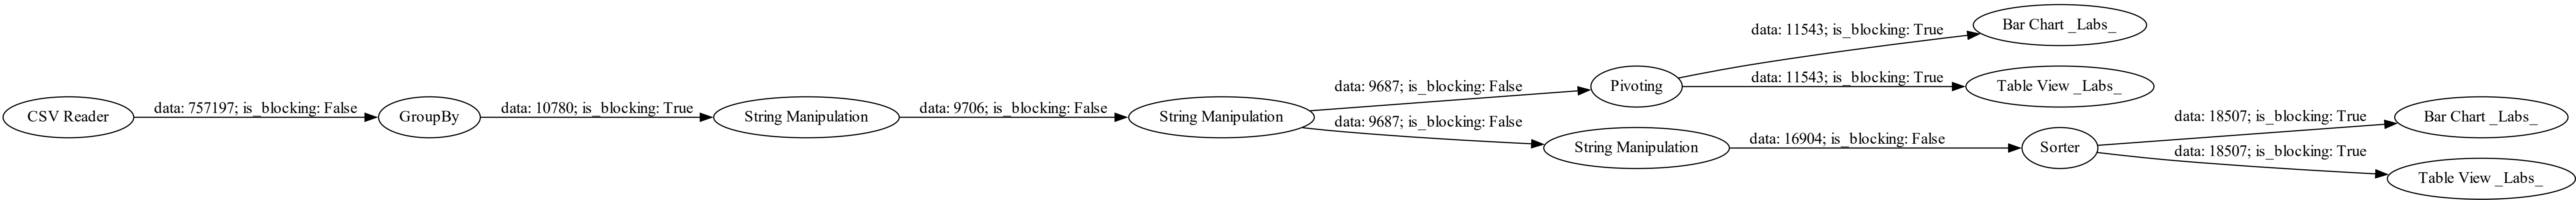 CSV Reader
data: 757197; is_blocking: False
GroupBy
data: 10780; is_blocking: True
String Manipulation
data: 9706; is_blocking: False
String Manipulation
data: 9687; is_blocking: False
Pivoting
data: 11543; is_blocking: True
Bar Chart _Labs_
data: 11543; is_blocking: True
Table View _Labs_
data: 9687; is_blocking: False
String Manipulation
data: 16904; is_blocking: False
Sorter
data: 18507; is_blocking: True
Bar Chart _Labs_
data: 18507; is_blocking: True
Table View _Labs_